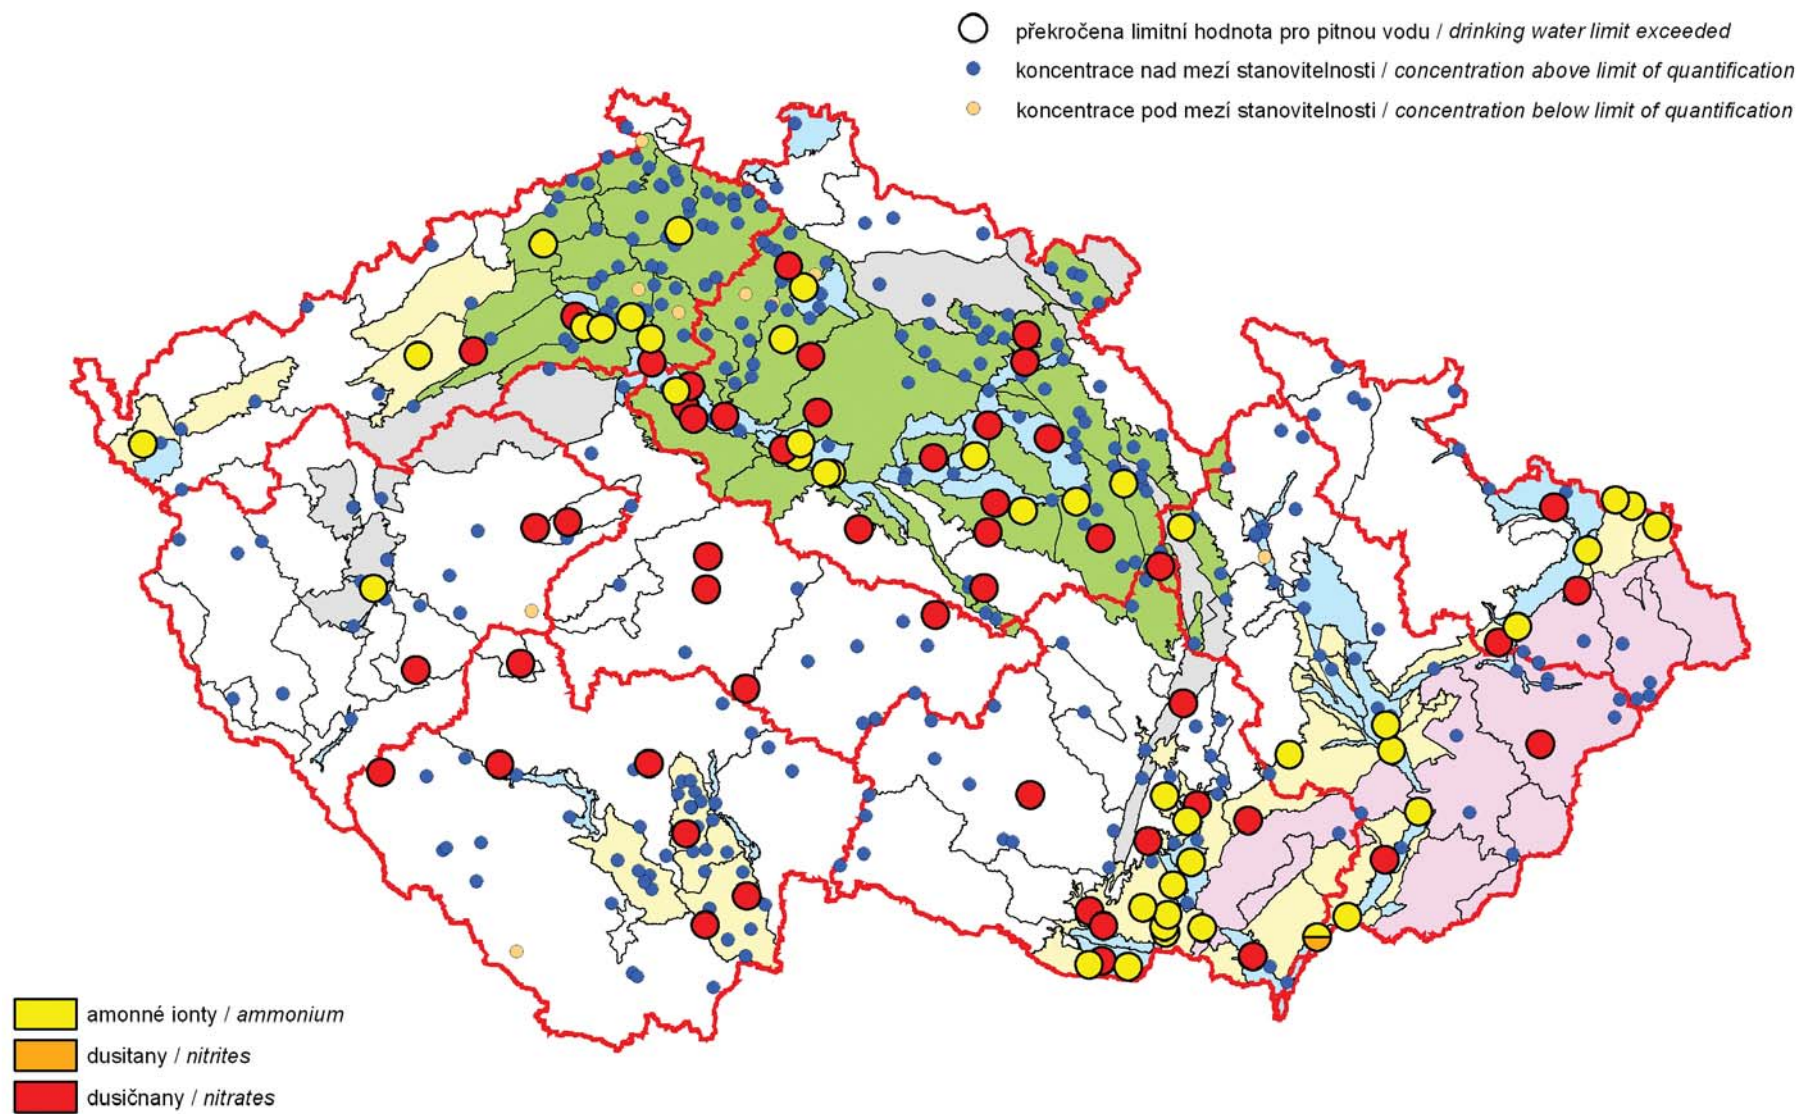 překročena limitní hodnota pro pitnou vodu / drinking water limit exceeded
koncentrace nad mezí stanovitelnosti / concentration above limit of quantification
koncentrace pod mezí stanovitelnosti / concentration below limit of quantification
amonné ionty / ammonium
dusitany / nitrites
dusičnany / nitrates